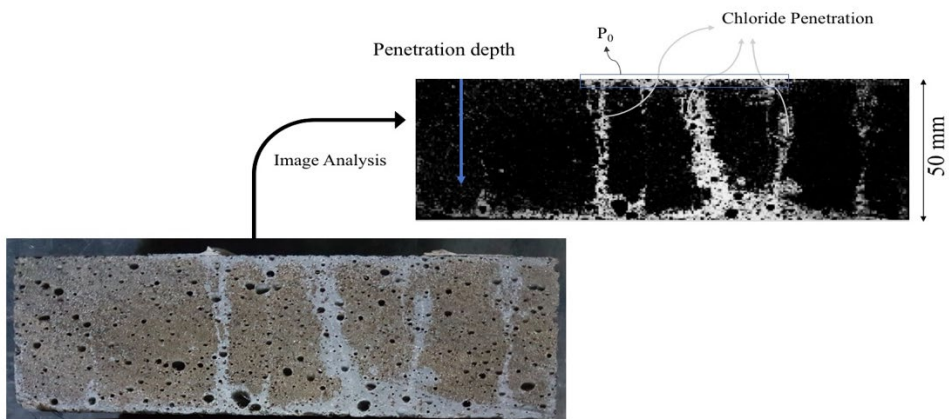 Chloride Penetration
P₀
Penetration depth
Image Analysis
50 mm